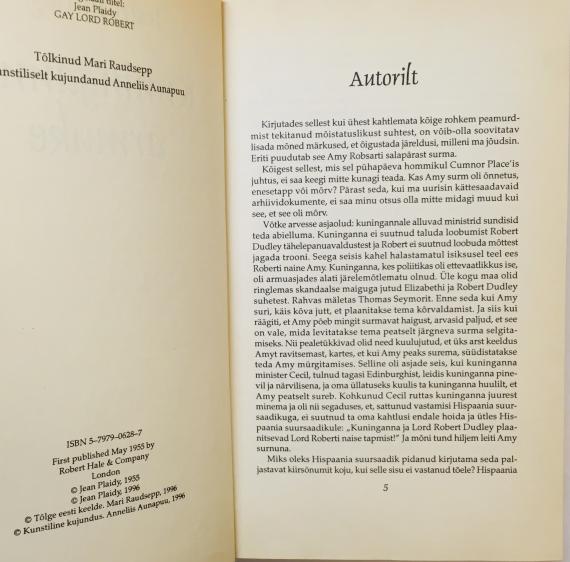 Jean Plaidy
GAY LORD ROBERT
Tõlkinud Mari Raudsepp
kujundanud Anneliis Aunapuu
ISBN 5-7979-0628-7
First published May 1955 by
Robert Hale & Company
London
© Jean Plaidy, 1955
© Jean Plaidy, 1996
© Tõlge eesti keelde. Mari Raudsepp, 1996
© Kunstiline kujundus. Anneliis Aunapuu, 1996
Autorilt
Kirjutades sellest kui ühest kahtlemata kõige rohkem peamurd-
mist tekitanud mõistatuslikust suhtest, on võib-olla soovitatav
lisada mõned märkused, et õigustada järeldusi, milleni ma jõudsin.
Eriti puudutab see Amy Robsarti salapärast surma.
Kõigest sellest, mis sel pühapäeva hommikul Cumnor Place'is
juhtus, ei saa keegi mitte kunagi teada. Kas Amy surm oli õnnetus,
enesetapp või mõrv? Pärast seda, kui ma uurisin kättesaadavaid
arhiividokumente, ei saa minu otsus olla mitte midagi muud kui
see, et see oli mõrv.
Võtke arvesse asjaolud: kuningannale alluvad ministrid sundisid
teda abielluma. Kuninganna ei suutnud taluda loobumist Robert
Dudley tähelepanuavaldustest ja Robert ei suutnud loobuda mõttest
jagada trooni. Seega seisis kahel halastamatul isiksusel teel ees
Roberti naine Amy. Kuninganna, kes poliitikas oli ettevaatlikkus ise,
oli armuasjades alati järelemõtlematu olnud. Üle kogu maa olid
ringlemas skandaalse maiguga jutud Elizabethi ja Robert Dudley
suhetest. Rahvas mäletas Thomas Seymorit. Enne seda kui Amy
suri, käis kõva jutt, et plaanitakse tema kõrvaldamist. Ja siis kui
räägiti, et Amy põeb mingit surmavat haigust, arvasid paljud, et see
on vale, mida levitatakse tema peatselt järgneva surma selgita-
miseks. Nii pealetükkivad olid need kuulujutud, et üks arst keeldus
Amyt ravitsemast, kartes, et kui Amy peaks surema, süüdistatakse
teda Amy mürgitamises. Selline oli asjade seis, kui kuninganna
minister Cecil, tulnud tagasi Edinburghist, leidis kuninganna pine-
vil ja närvilisena, ja oma üllatuseks kuulis ta kuninganna huulilt, et
Amy peatselt sureb. Kohkunud Cecil ruttas kuninganna juurest
minema ja oli nii segaduses, et, sattunud vastamisi Hispaania suur-
saadikuga, ei suutnud ta oma kahtlusi endale hoida ja ütles His-
paania suursaadikule: „Kuninganna ja Lord Robert Dudley plaa-
nitsevad Lord Roberti naise tapmist!" Ja mõni tund hiljem leiti Amy
surnuna.
Miks oleks Hispaania suursaadik pidanud kirjutama seda pal-
jastavat kiirsõnumit koju, kui selle sisu ei vastanud tõele? Hispaania
5